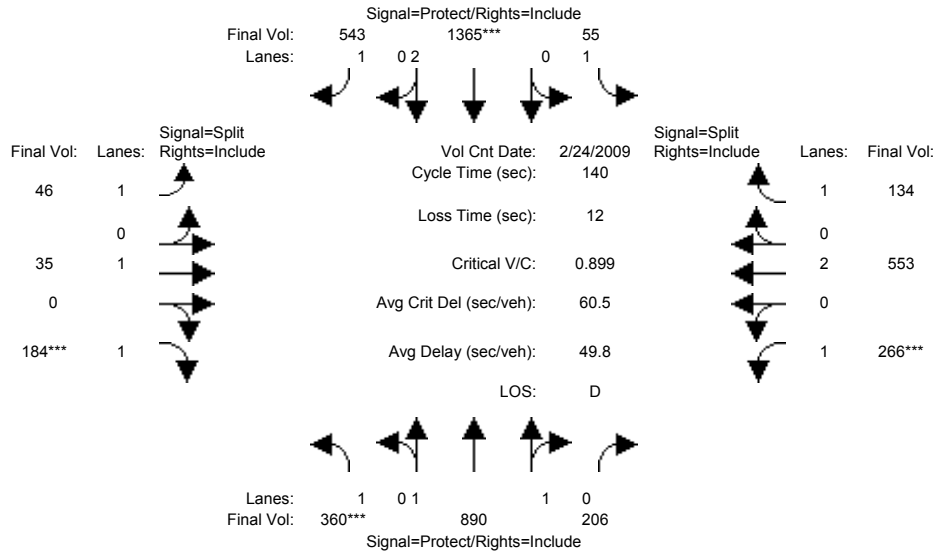 Signal=Protect/Rights=Include
Final Vol: 543 1365*** 55
Lanes: 1 0 2 0 1
Signal=Split Signal=Split
Final Vol: Lanes: Rights=Include Vol Cnt Date: 2/24/2009 Rights=Include Lanes: Final Vol:
Cycle Time (sec): 140
46 1 1 134
Loss Time (sec): 12
0 0
35 1 Critical V/C: 0.899 2 553
0 Avg Crit Del (sec/veh): 60.5 0
184*** 1 Avg Delay (sec/veh): 49.8 1 266***
LOS: D
Lanes: 1 0 1 1 0
Final Vol: 360*** 890 206
Signal=Protect/Rights=Include